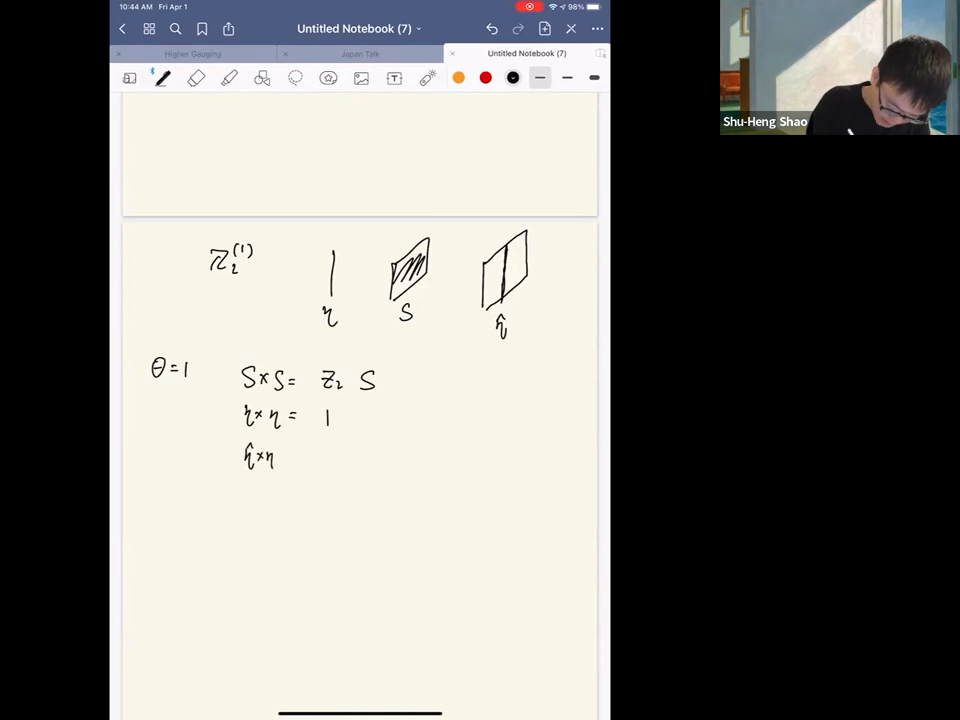 10:44 AM Fri Apr 1
98%
Untitled Notebook (7)
Higher Gauging
Japan Talk
Untitled Notebook (7)
Shu-Heng Shao
ℤ₂⁽¹⁾
η
S
η̂
θ=1
S×S= ℤ₂ S
η×η = 1
η̂×η